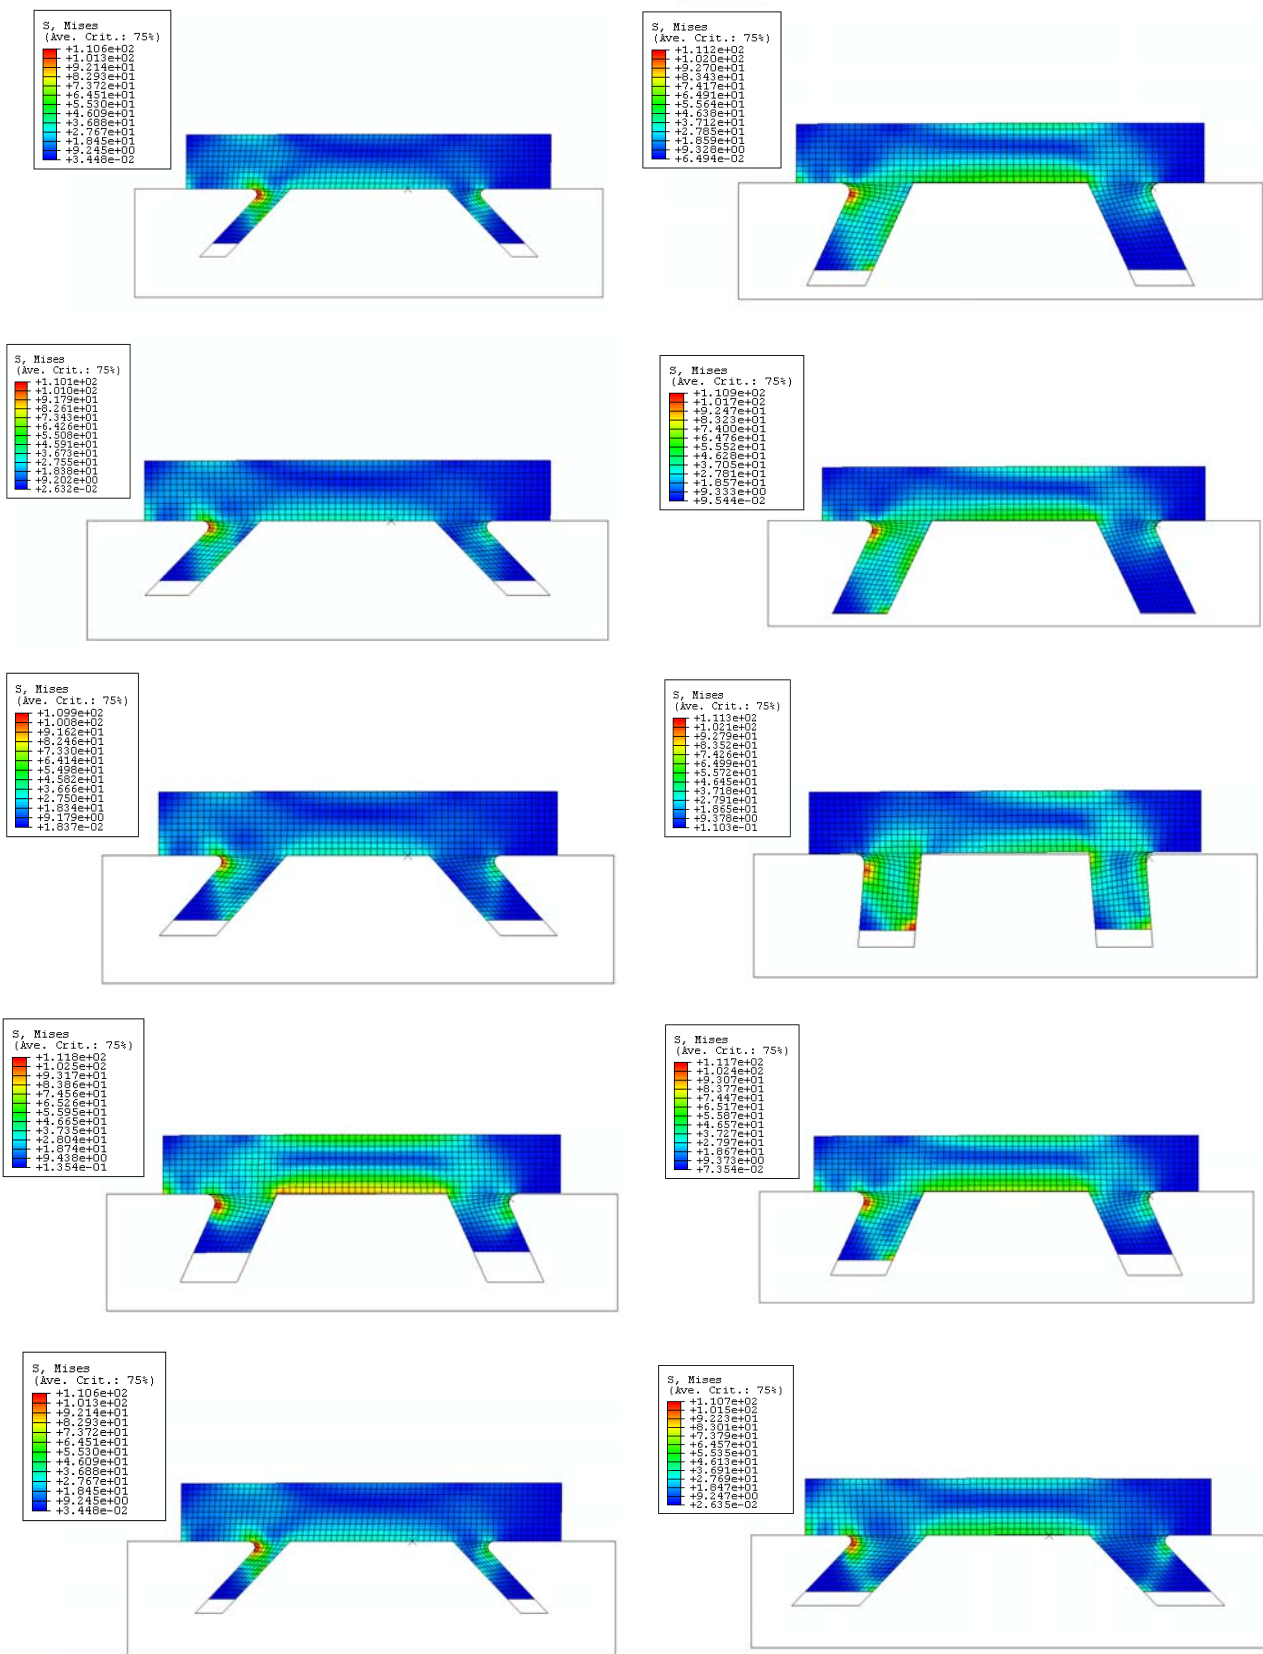 S, Mises
(Ave. Crit.: 75%)
+1.106e+02
+1.013e+02
+9.214e+01
+8.293e+01
+7.372e+01
+6.451e+01
+5.530e+01
+4.609e+01
+3.688e+01
+2.767e+01
+1.845e+01
+9.245e+00
+3.448e-02
S, Mises
(Ave. Crit.: 75%)
+1.112e+02
+1.020e+02
+9.270e+01
+8.343e+01
+7.417e+01
+6.491e+01
+5.564e+01
+4.638e+01
+3.712e+01
+2.785e+01
+1.859e+01
+9.328e+00
+6.494e-02
S, Mises
(Ave. Crit.: 75%)
+1.101e+02
+1.010e+02
+9.179e+01
+8.261e+01
+7.343e+01
+6.426e+01
+5.508e+01
+4.591e+01
+3.673e+01
+2.755e+01
+1.838e+01
+9.202e+00
+2.632e-02
S, Mises
(Ave. Crit.: 75%)
+1.109e+02
+1.017e+02
+9.247e+01
+8.323e+01
+7.400e+01
+6.476e+01
+5.552e+01
+4.628e+01
+3.705e+01
+2.781e+01
+1.857e+01
+9.333e+00
+9.544e-02
S, Mises
(Ave. Crit.: 75%)
+1.099e+02
+1.008e+02
+9.162e+01
+8.246e+01
+7.330e+01
+6.414e+01
+5.498e+01
+4.582e+01
+3.666e+01
+2.750e+01
+1.834e+01
+9.179e+00
+1.837e-02
S, Mises
(Ave. Crit.: 75%)
+1.113e+02
+1.021e+02
+9.279e+01
+8.352e+01
+7.426e+01
+6.499e+01
+5.572e+01
+4.645e+01
+3.718e+01
+2.791e+01
+1.865e+01
+9.378e+00
+1.103e-01
S, Mises
(Ave. Crit.: 75%)
+1.118e+02
+1.025e+02
+9.317e+01
+8.386e+01
+7.456e+01
+6.526e+01
+5.595e+01
+4.665e+01
+3.735e+01
+2.804e+01
+1.874e+01
+9.438e+00
+1.354e-01
S, Mises
(Ave. Crit.: 75%)
+1.117e+02
+1.024e+02
+9.307e+01
+8.377e+01
+7.447e+01
+6.517e+01
+5.587e+01
+4.657e+01
+3.727e+01
+2.797e+01
+1.867e+01
+9.373e+00
+7.354e-02
S, Mises
(Ave. Crit.: 75%)
+1.106e+02
+1.013e+02
+9.214e+01
+8.293e+01
+7.372e+01
+6.451e+01
+5.530e+01
+4.609e+01
+3.688e+01
+2.767e+01
+1.845e+01
+9.245e+00
+3.448e-02
S, Mises
(Ave. Crit.: 75%)
+1.107e+02
+1.015e+02
+9.223e+01
+8.301e+01
+7.379e+01
+6.457e+01
+5.535e+01
+4.613e+01
+3.691e+01
+2.769e+01
+1.847e+01
+9.247e+00
+2.635e-02